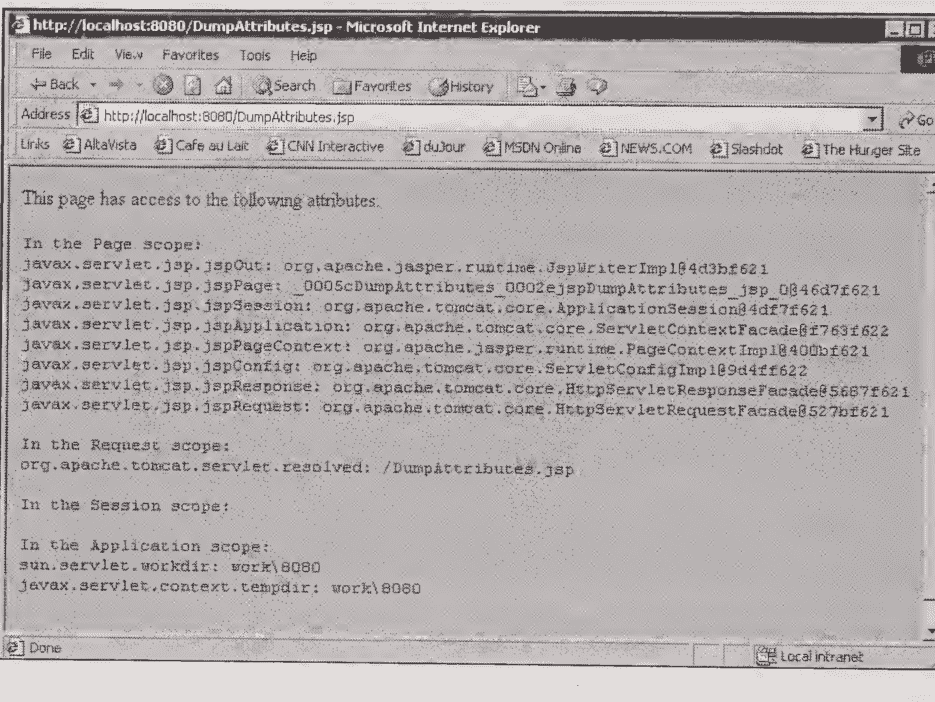 http://localhost:8080/DumpAttributes.jsp - Microsoft Internet Explorer
File Edit View Favorites Tools Help
Back Search Favorites History
Address http://localhost:8080/DumpAttributes.jsp Go
Links AltaVista Cafe au Lait CNN Interactive duJour MSDN Online NEWS.COM Slashdot The Hunger Site
This page has access to the following attributes.
In the Page scope:
javax.servlet.jsp.jspOut: org.apache.jasper.runtime.JspWriterImpl@4d3bf621
javax.servlet.jsp.jspPage: _0005cDumpAttributes_0002ejspDumpAttributes_jsp_0@46d7f621
javax.servlet.jsp.jspSession: org.apache.tomcat.core.ApplicationSession@4df7f621
javax.servlet.jsp.jspApplication: org.apache.tomcat.core.ServletContextFacade@f763f622
javax.servlet.jsp.jspPageContext: org.apache.jasper.runtime.PageContextImpl@400bf621
javax.servlet.jsp.jspConfig: org.apache.tomcat.core.ServletConfigImpl@9d4ff622
javax.servlet.jsp.jspResponse: org.apache.tomcat.core.HttpServletResponseFacade@5687f621
javax.servlet.jsp.jspRequest: org.apache.tomcat.core.HttpServletRequestFacade@527bf621
In the Request scope:
org.apache.tomcat.servlet.resolved: /DumpAttributes.jsp
In the Session scope:
In the Application scope:
sun.servlet.workdir: work\8080
javax.servlet.context.tempdir: work\8080
Done Local intranet